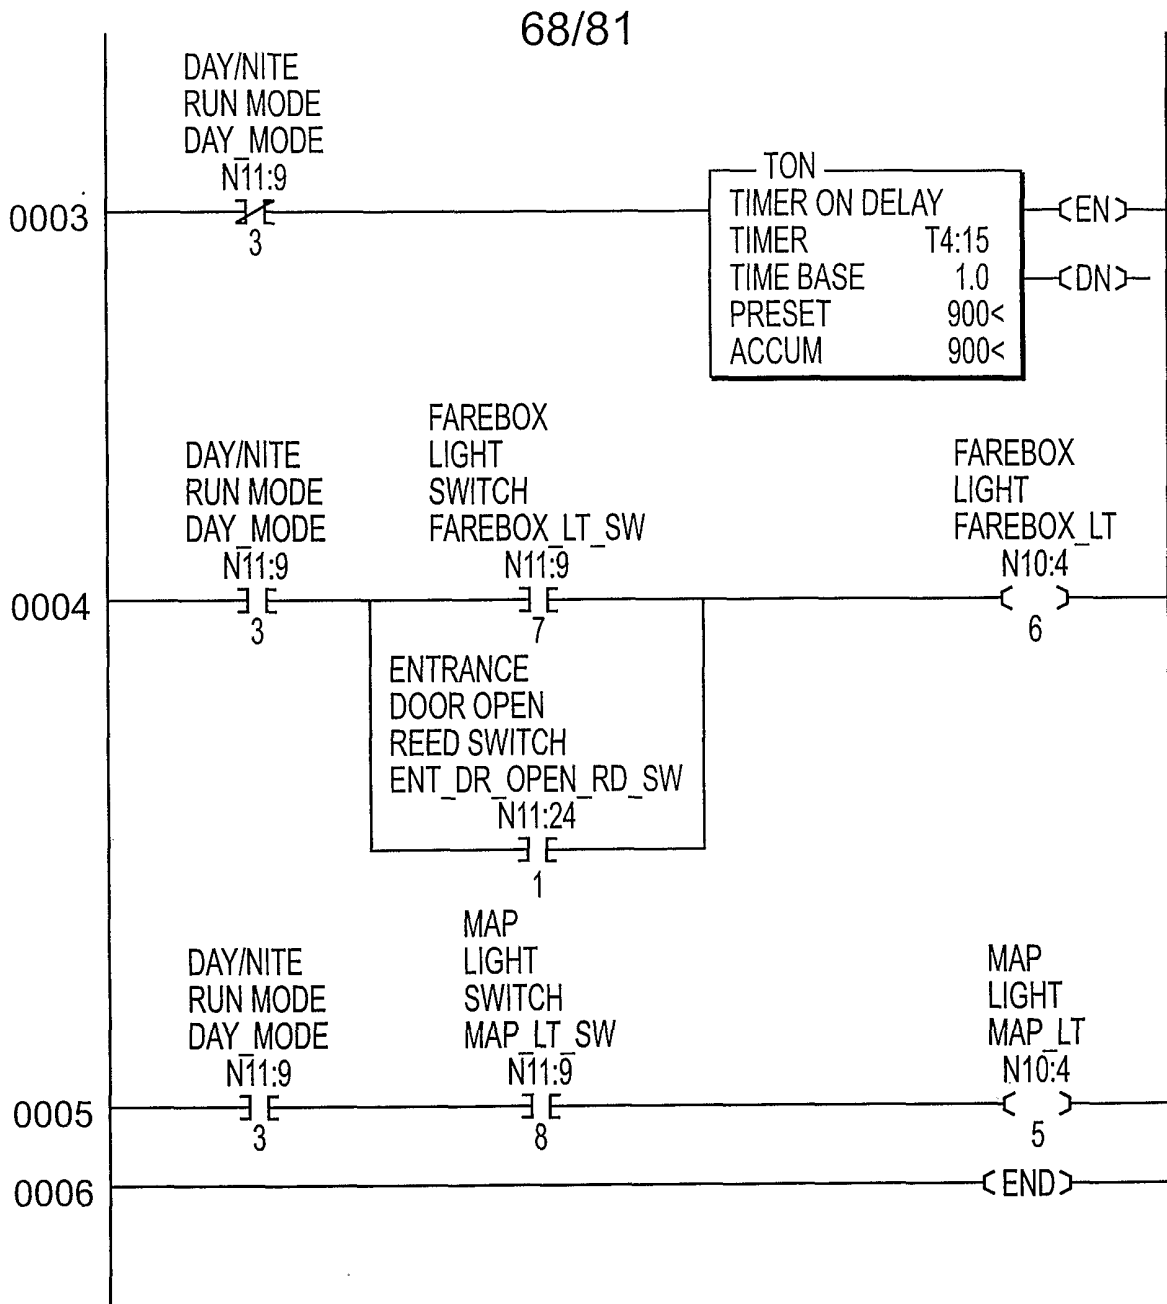 68/81
DAY/NITE
RUN MODE
DAY_MODE
N11:9
0003
3
TON
TIMER ON DELAY
TIMER T4:15
TIME BASE 1.0
PRESET 900<
ACCUM 900<
EN
DN
DAY/NITE
RUN MODE
DAY_MODE
N11:9
FAREBOX
LIGHT
SWITCH
FAREBOX_LT_SW
N11:9
FAREBOX
LIGHT
FAREBOX_LT
N10:4
0004
3
7
6
ENTRANCE
DOOR OPEN
REED SWITCH
ENT_DR_OPEN_RD_SW
N11:24
1
DAY/NITE
RUN MODE
DAY_MODE
N11:9
MAP
LIGHT
SWITCH
MAP_LT_SW
N11:9
MAP
LIGHT
MAP_LT
N10:4
0005
3
8
5
0006
END